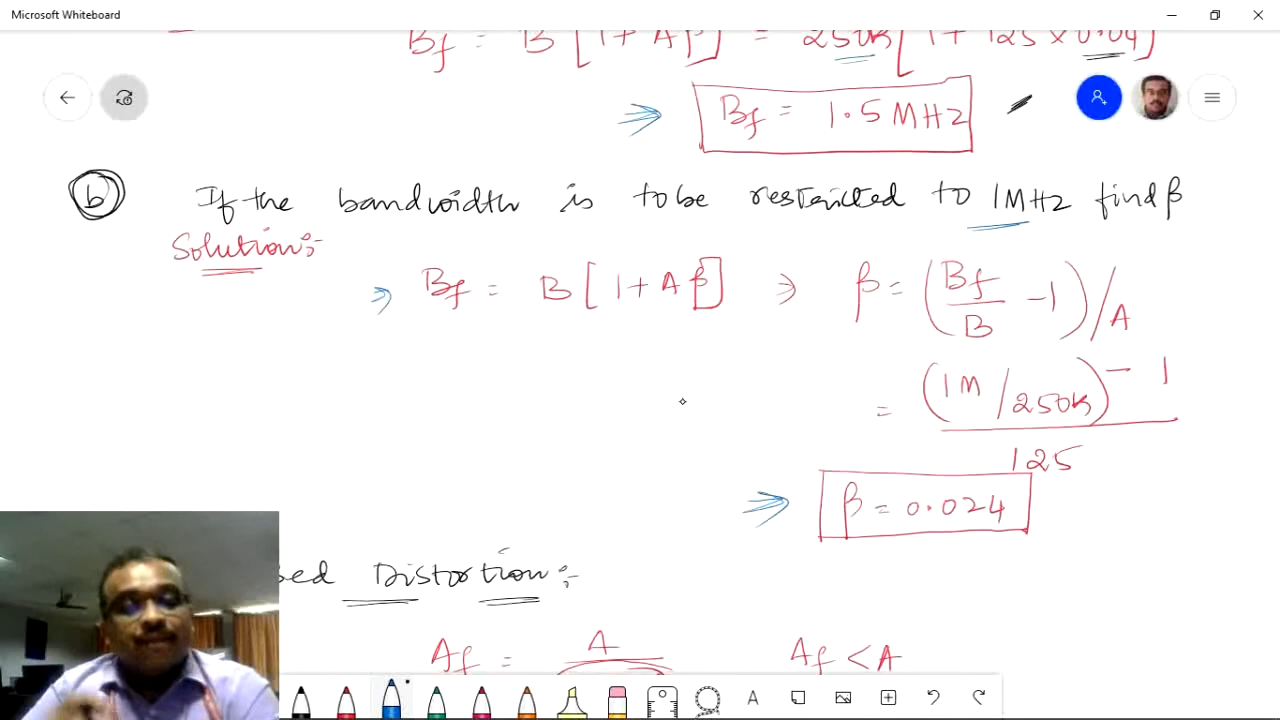 Microsoft Whiteboard
Bf = B [1 + Aβ] = 250k [1 + 125 × 0.04]
⇒ Bf = 1.5 MHz
(b) If the bandwidth is to be restricted to 1MHz find β
Solution:-
⇒ Bf = B [1 + Aβ] ⇒ β = (Bf/B - 1)/A
= (1M/250k) - 1
125
⇒ β = 0.024
sed Distortion:-
Af = A Af < A
A